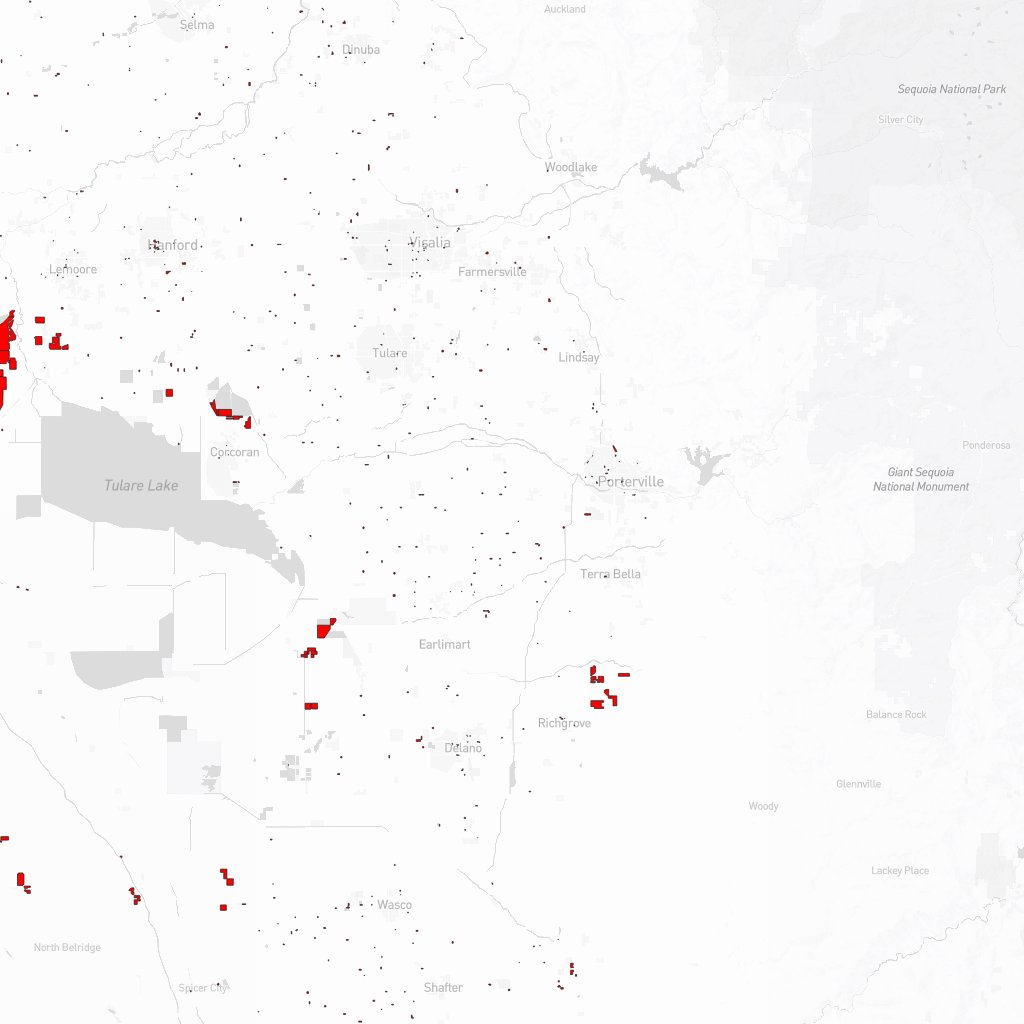 Auckland
Selma
Dinuba
Sequoia National Park
Silver City
Woodlake
Hanford
Visalia
Lemoore
Farmersville
Tulare
Lindsay
Corcoran
Ponderosa
Giant Sequoia
National Monument
Tulare Lake
Porterville
Terra Bella
Earlimart
Balance Rock
Richgrove
Delano
Glennville
Woody
Lackey Place
Wasco
North Belridge
Spicer City
Shafter